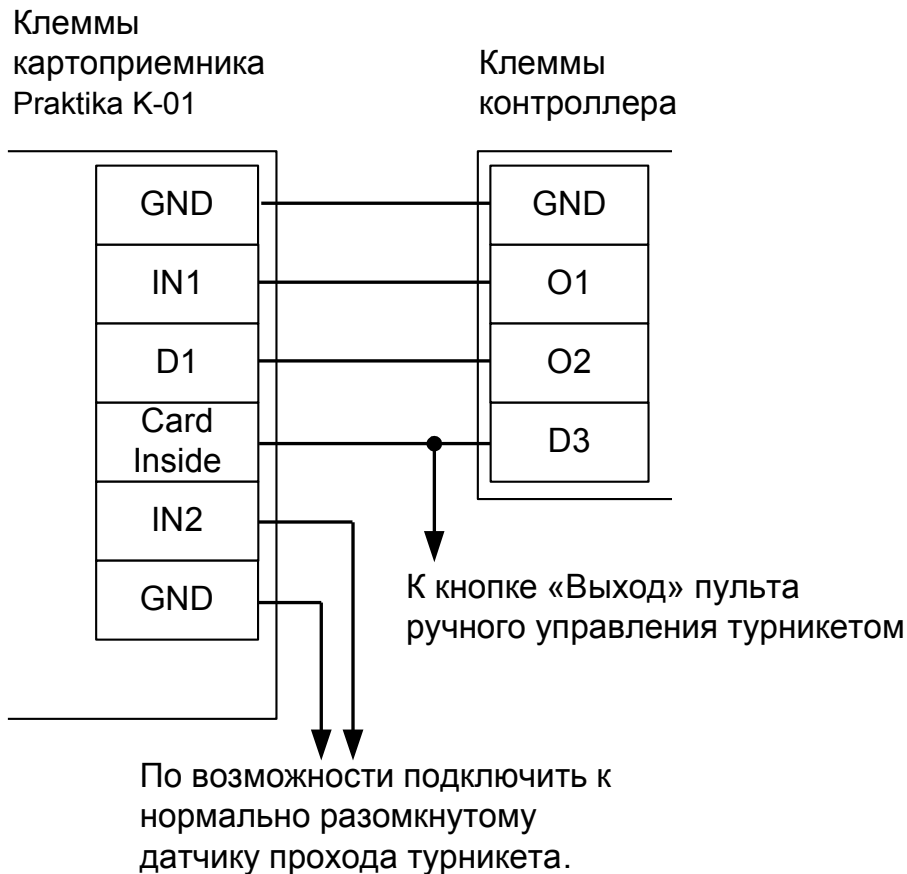 Клеммы
картоприемника
Praktika K-01
Клеммы
контроллера
GND
IN1
D1
Card
Inside
IN2
GND
GND
O1
O2
D3
К кнопке «Выход» пульта
ручного управления турникетом
По возможности подключить к
нормально разомкнутому
датчику прохода турникета.